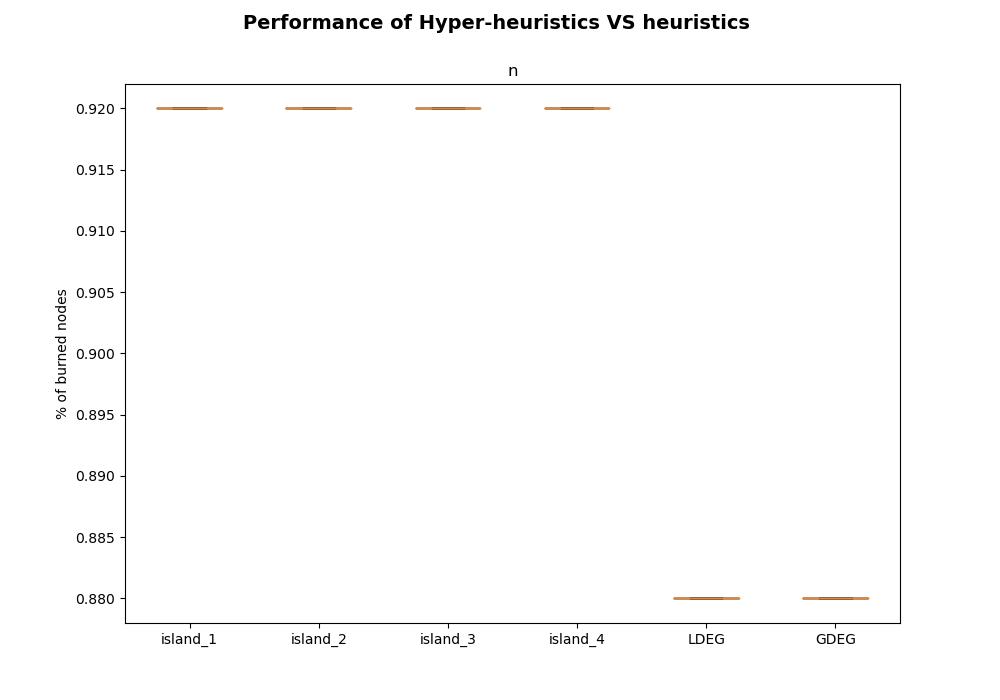 Performance of Hyper-heuristics VS heuristics
n
% of burned nodes
0.920
0.915
0.910
0.905
0.900
0.895
0.890
0.885
0.880
island_1 island_2 island_3 island_4 LDEG GDEG